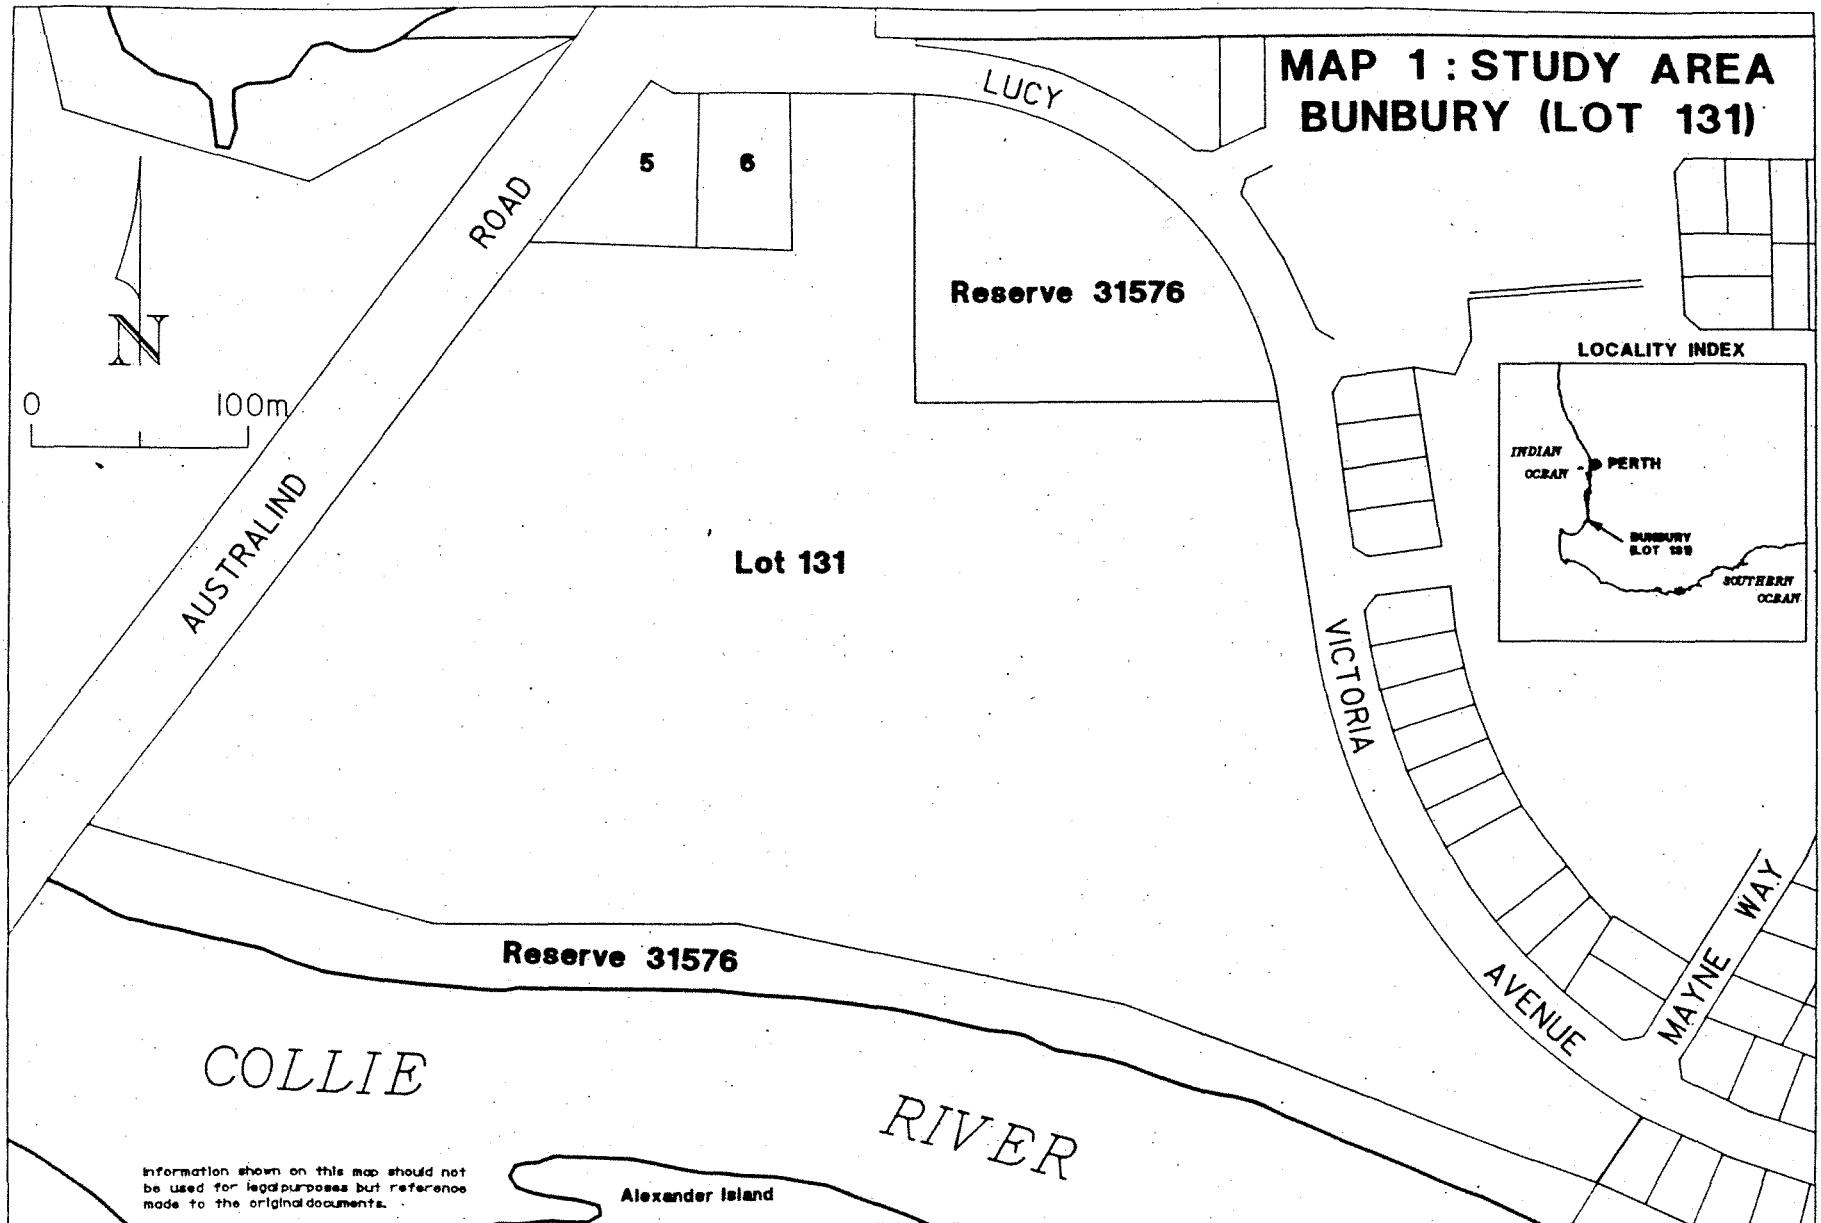 MAP 1 : STUDY AREA
BUNBURY (LOT 131)
LUCY
5
6
ROAD
Reserve 31576
N
0 100m
LOCALITY INDEX
INDIAN
OCEAN
PERTH
BUNBURY
(LOT 131)
SOUTHERN
OCEAN
AUSTRALIND
Lot 131
VICTORIA
MAYNE WAY
AVENUE
Reserve 31576
COLLIE
RIVER
Information shown on this map should not
be used for legal purposes but reference
made to the original documents.
Alexander Island